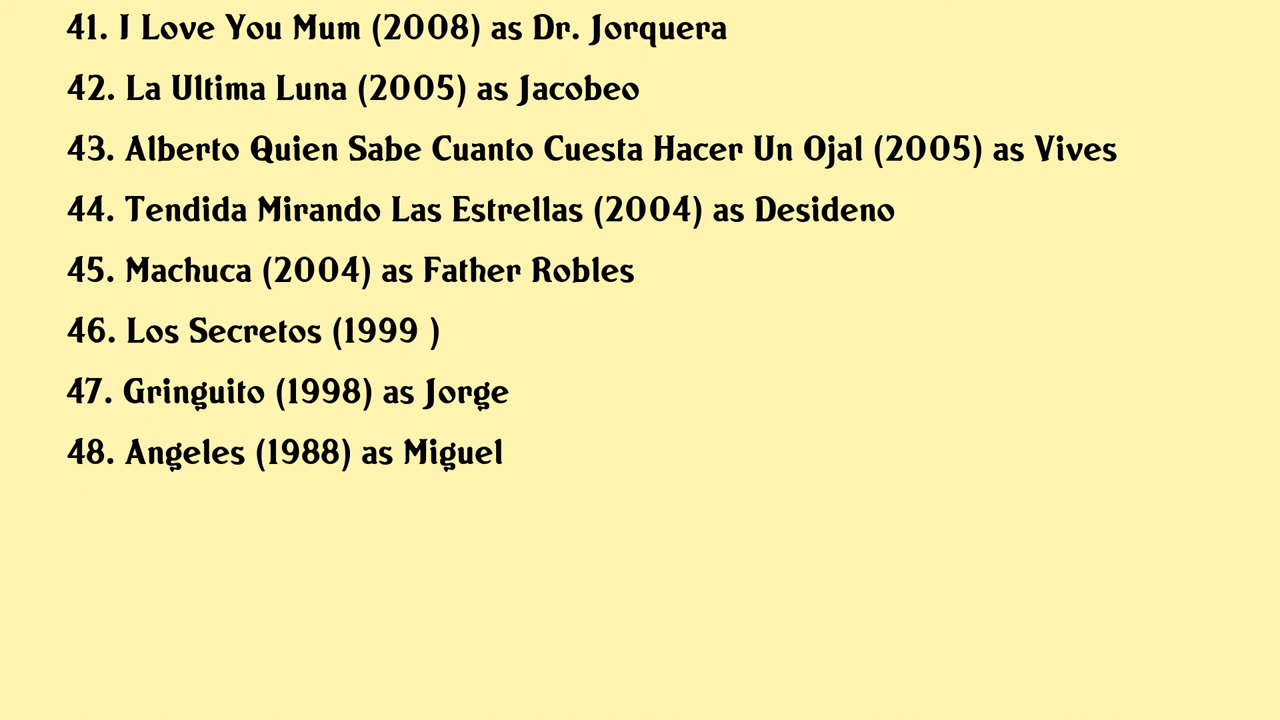 41. I Love You Mum (2008) as Dr. Jorquera
42. La Ultima Luna (2005) as Jacobeo
43. Alberto Quien Sabe Cuanto Cuesta Hacer Un Ojal (2005) as Vives
44. Tendida Mirando Las Estrellas (2004) as Desideno
45. Machuca (2004) as Father Robles
46. Los Secretos (1999 )
47. Gringuito (1998) as Jorge
48. Angeles (1988) as Miguel